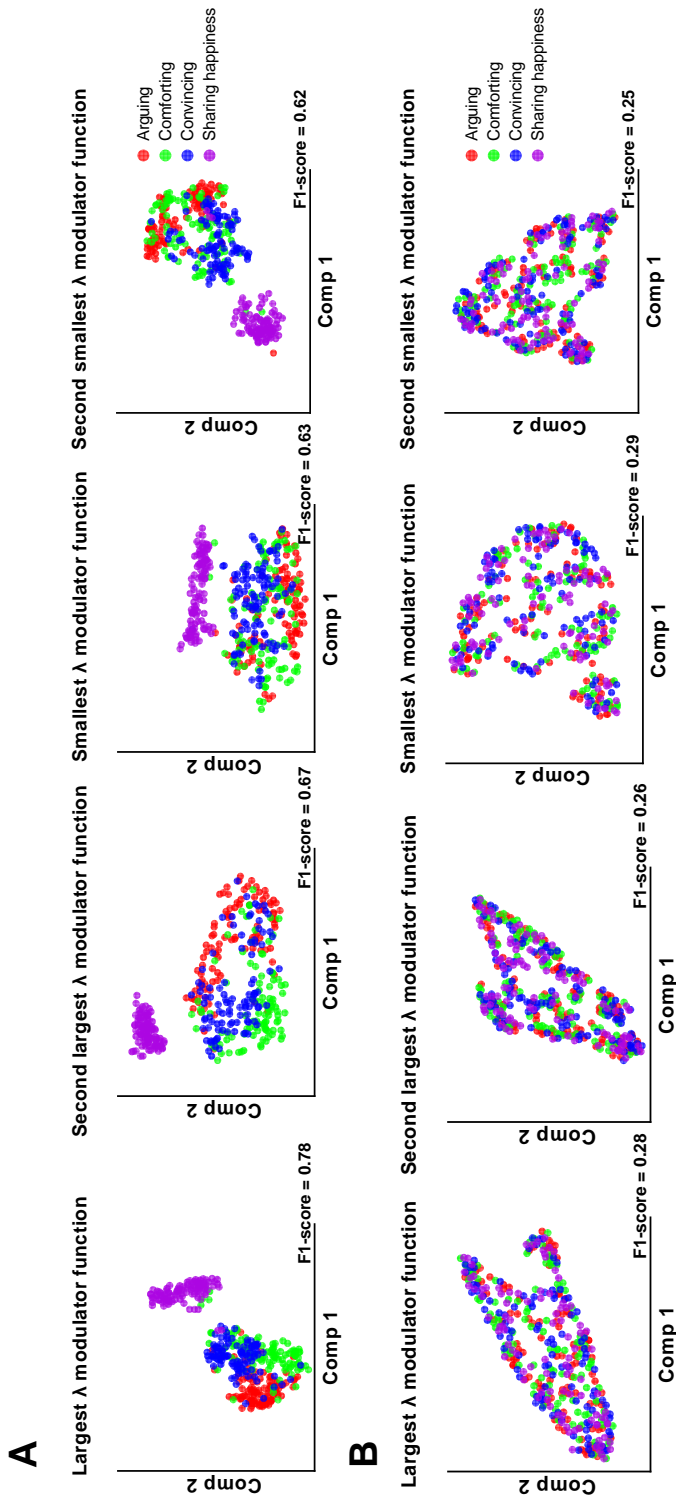 A
Largest λ modulator function
Comp 2
F1-score = 0.78
Comp 1
Second largest λ modulator function
Comp 2
F1-score = 0.67
Comp 1
Smallest λ modulator function
Comp 2
F1-score = 0.63
Comp 1
Second smallest λ modulator function
Comp 2
F1-score = 0.62
Comp 1
Arguing
Comforting
Convincing
Sharing happiness
B
Largest λ modulator function
Comp 2
F1-score = 0.28
Comp 1
Second largest λ modulator function
Comp 2
F1-score = 0.26
Comp 1
Smallest λ modulator function
Comp 2
F1-score = 0.29
Comp 1
Second smallest λ modulator function
Comp 2
F1-score = 0.25
Comp 1
Arguing
Comforting
Convincing
Sharing happiness